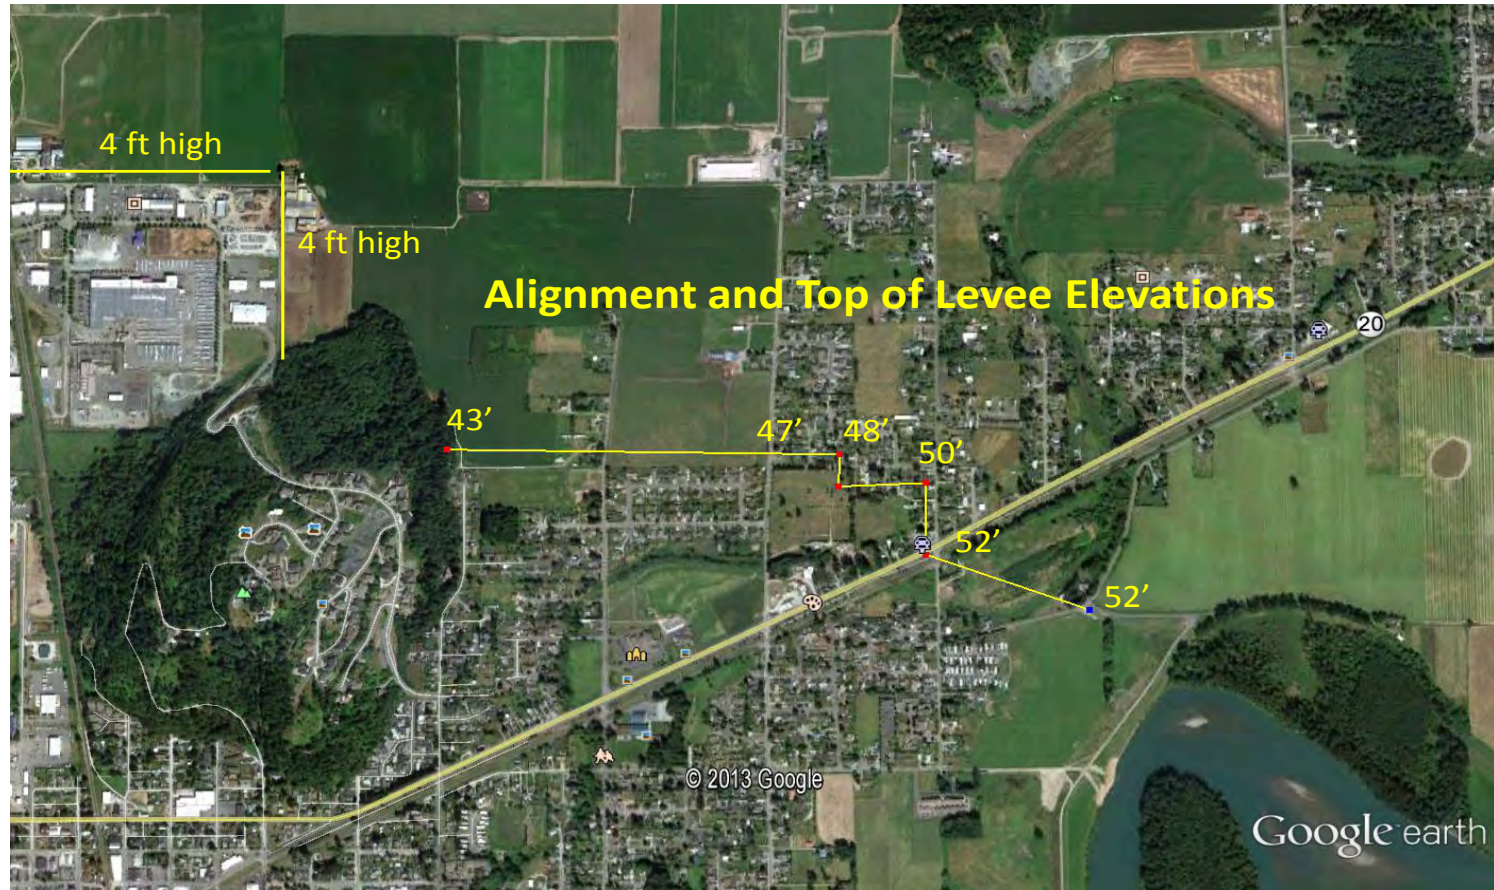 4 ft high
4 ft high
Alignment and Top of Levee Elevations
20
43’
47’
48’
50’
52’
52’
© 2013 Google
Google earth